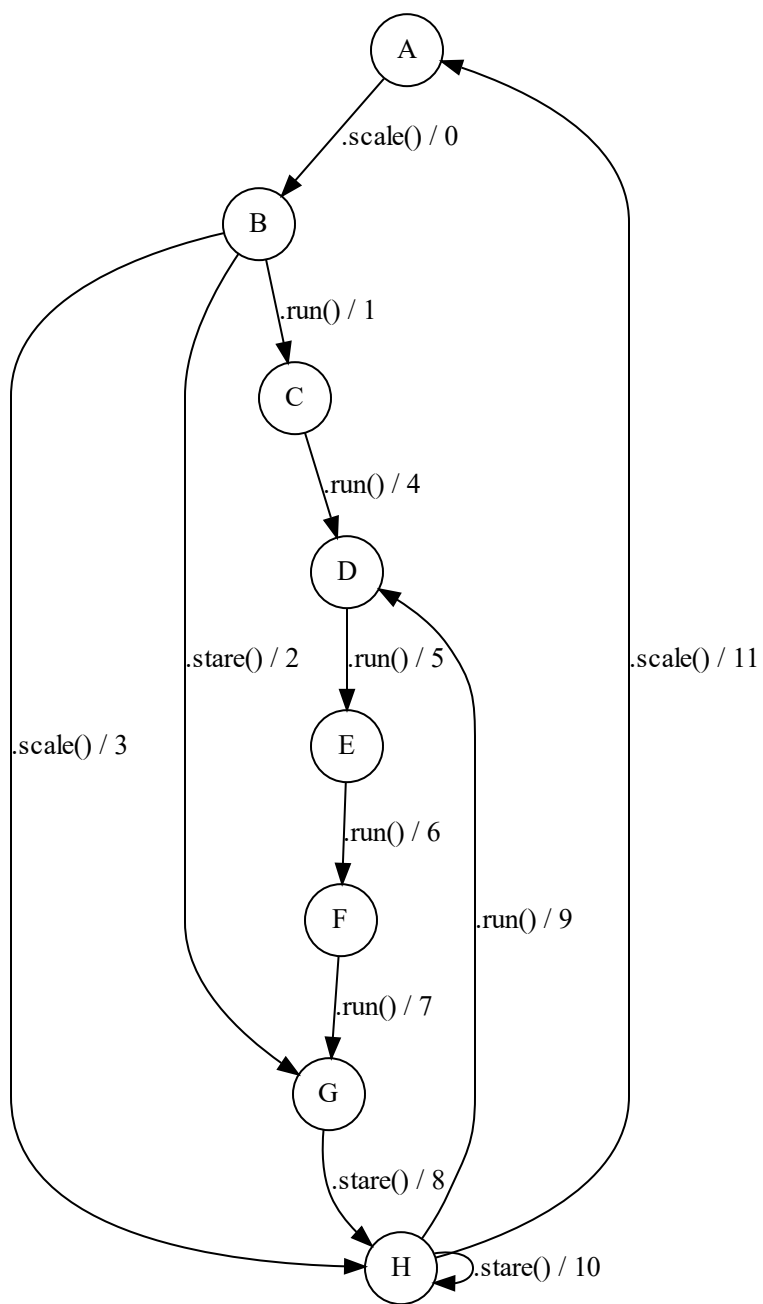 A
.scale() / 0
B
.run() / 1
C
.run() / 4
D
.stare() / 2
.run() / 5
.scale() / 11
.scale() / 3
E
.run() / 6
F
.run() / 9
.run() / 7
G
.stare() / 8
H
.stare() / 10